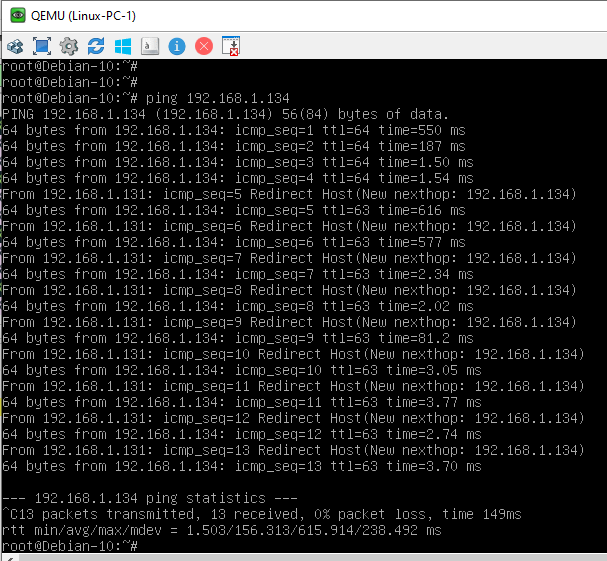 QEMU (Linux-PC-1)
root@Debian-10:~#
root@Debian-10:~#
root@Debian-10:~# ping 192.168.1.134
PING 192.168.1.134 (192.168.1.134) 56(84) bytes of data.
64 bytes from 192.168.1.134: icmp_seq=1 ttl=64 time=550 ms
64 bytes from 192.168.1.134: icmp_seq=2 ttl=64 time=187 ms
64 bytes from 192.168.1.134: icmp_seq=3 ttl=64 time=1.50 ms
64 bytes from 192.168.1.134: icmp_seq=4 ttl=64 time=1.54 ms
From 192.168.1.131: icmp_seq=5 Redirect Host(New nexthop: 192.168.1.134)
64 bytes from 192.168.1.134: icmp_seq=5 ttl=63 time=616 ms
From 192.168.1.131: icmp_seq=6 Redirect Host(New nexthop: 192.168.1.134)
64 bytes from 192.168.1.134: icmp_seq=6 ttl=63 time=577 ms
From 192.168.1.131: icmp_seq=7 Redirect Host(New nexthop: 192.168.1.134)
64 bytes from 192.168.1.134: icmp_seq=7 ttl=63 time=2.34 ms
From 192.168.1.131: icmp_seq=8 Redirect Host(New nexthop: 192.168.1.134)
64 bytes from 192.168.1.134: icmp_seq=8 ttl=63 time=2.02 ms
From 192.168.1.131: icmp_seq=9 Redirect Host(New nexthop: 192.168.1.134)
64 bytes from 192.168.1.134: icmp_seq=9 ttl=63 time=81.2 ms
From 192.168.1.131: icmp_seq=10 Redirect Host(New nexthop: 192.168.1.134)
64 bytes from 192.168.1.134: icmp_seq=10 ttl=63 time=3.05 ms
From 192.168.1.131: icmp_seq=11 Redirect Host(New nexthop: 192.168.1.134)
64 bytes from 192.168.1.134: icmp_seq=11 ttl=63 time=3.77 ms
From 192.168.1.131: icmp_seq=12 Redirect Host(New nexthop: 192.168.1.134)
64 bytes from 192.168.1.134: icmp_seq=12 ttl=63 time=2.74 ms
From 192.168.1.131: icmp_seq=13 Redirect Host(New nexthop: 192.168.1.134)
64 bytes from 192.168.1.134: icmp_seq=13 ttl=63 time=3.70 ms
--- 192.168.1.134 ping statistics ---
^C13 packets transmitted, 13 received, 0% packet loss, time 149ms
rtt min/avg/max/mdev = 1.503/156.313/615.914/238.492 ms
root@Debian-10:~#